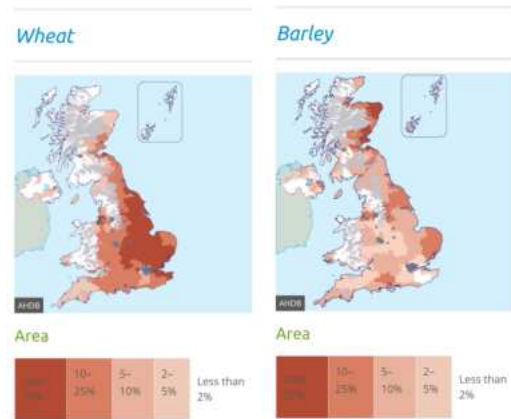 Wheat
Barley
AHDB
AHDB
Area
Area
10–
25%
5–
10%
2–
5%
Less than
2%
10–
25%
5–
10%
2–
5%
Less than
2%